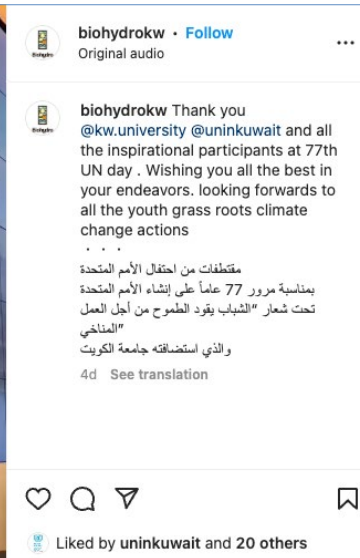 biohydrokw • Follow
Original audio
biohydrokw Thank you
@kw.university @uninkuwait and all
the inspirational participants at 77th
UN day . Wishing you all the best in
your endeavors. looking forwards to
all the youth grass roots climate
change actions
. . .
مقتطفات من احتفال الأمم المتحدة
بمناسبة مرور 77 عاماً على إنشاء الأمم المتحدة
تحت شعار “الشباب يقود الطموح من أجل العمل
المناخي”
والذي استضافته جامعة الكويت
4d See translation
Liked by uninkuwait and 20 others